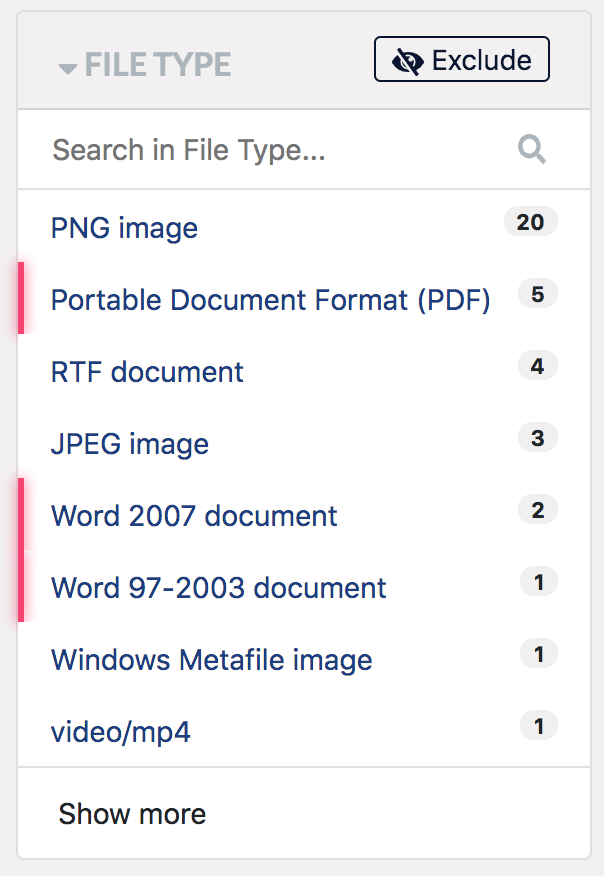 FILE TYPE
Exclude
Search in File Type...
PNG image 20
Portable Document Format (PDF) 5
RTF document 4
JPEG image 3
Word 2007 document 2
Word 97-2003 document 1
Windows Metafile image 1
video/mp4 1
Show more